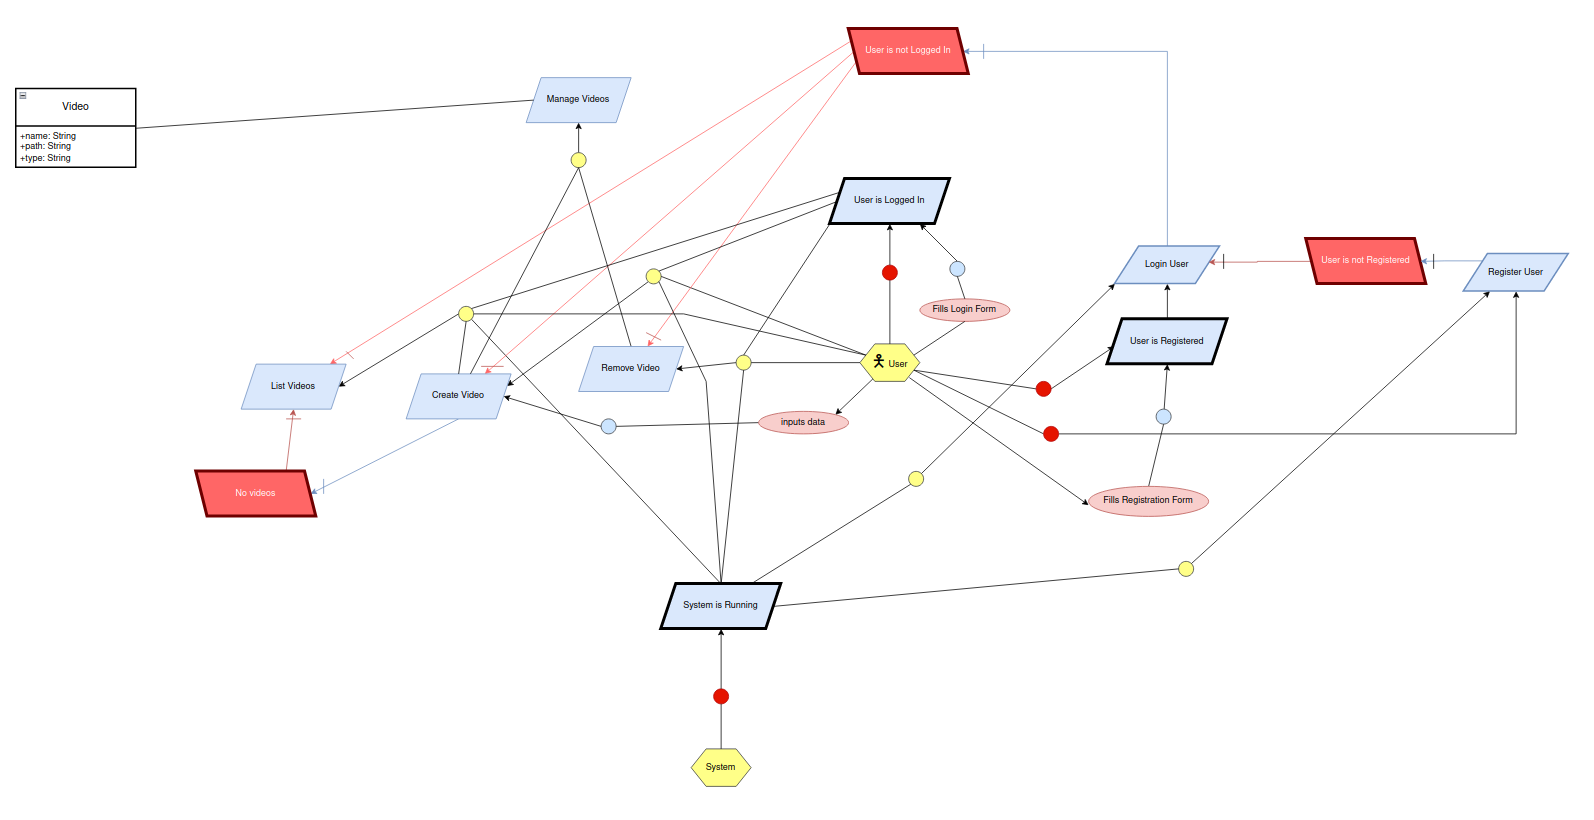 User is not Logged In
Manage Videos
Video
+name: String
+path: String
+type: String
User is Logged In
Login User
User is not Registered
Register User
Fills Login Form
User is Registered
User
Remove Video
List Videos
Create Video
inputs data
No videos
Fills Registration Form
System is Running
System